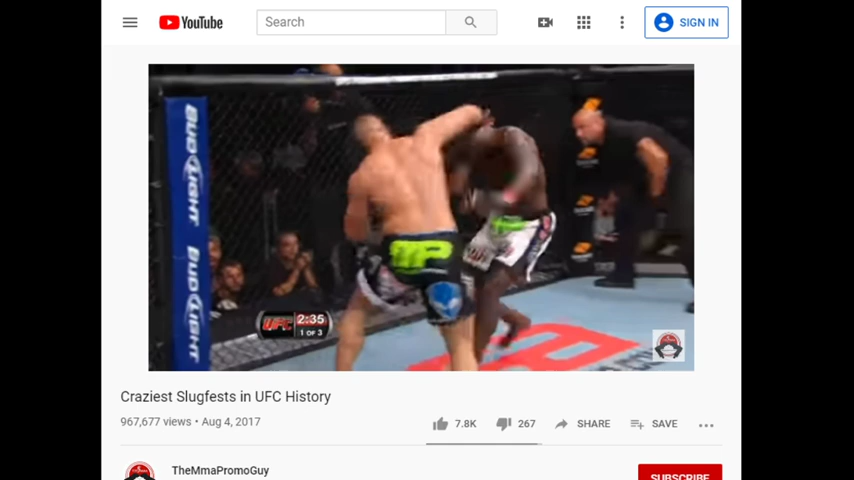 YouTube
Search
SIGN IN
BUD LIGHT
BUD LIGHT
UFC 2:35
1 OF 3
Craziest Slugfests in UFC History
967,677 views • Aug 4, 2017
7.8K
267
SHARE
SAVE
TheMmaPromoGuy
SUBSCRIBE